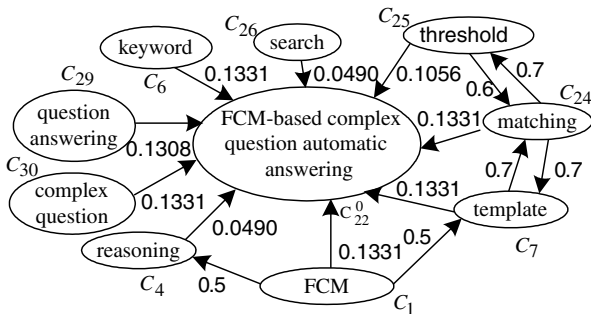 C26
C25
keyword
search
threshold
C29
C6
0.1331
0.0490
0.1056
0.6
0.7
C24
question
answering
FCM-based complex
question automatic
answering
0.1331
matching
0.1308
C30
complex
question
0.1331
0.7
0.7
0.1331
template
C22 0
reasoning
0.0490
0.1331
0.5
C7
C4
0.5
FCM
C1